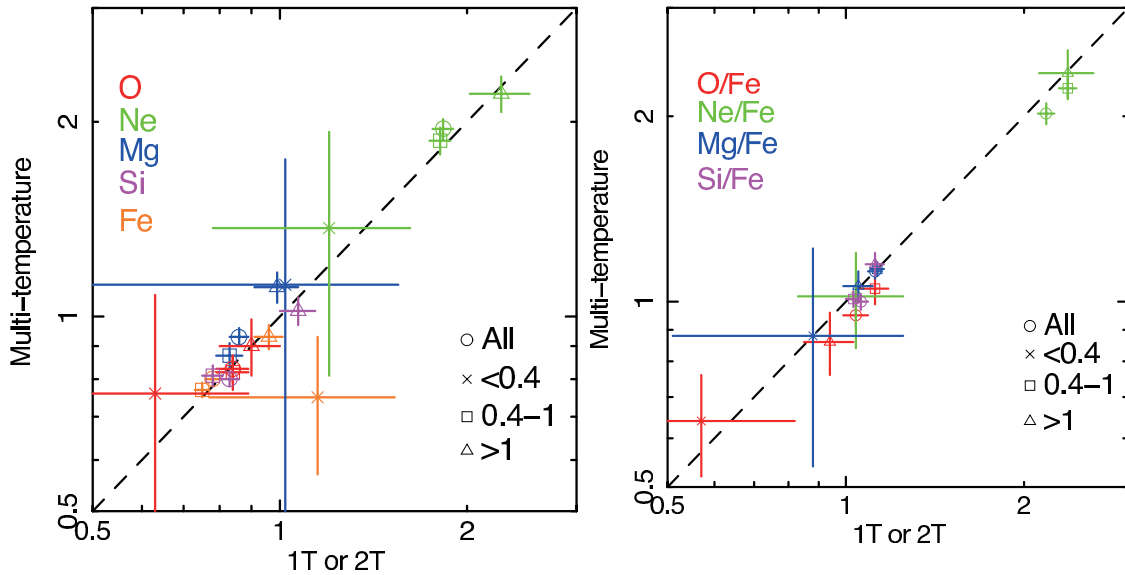 Multi-temperature
2
1
0.5
O
Ne
Mg
Si
Fe
All
<0.4
0.4-1
>1
0.5
1
2
1T or 2T
Multi-temperature
2
1
0.5
O/Fe
Ne/Fe
Mg/Fe
Si/Fe
All
<0.4
0.4-1
>1
0.5
1
2
1T or 2T